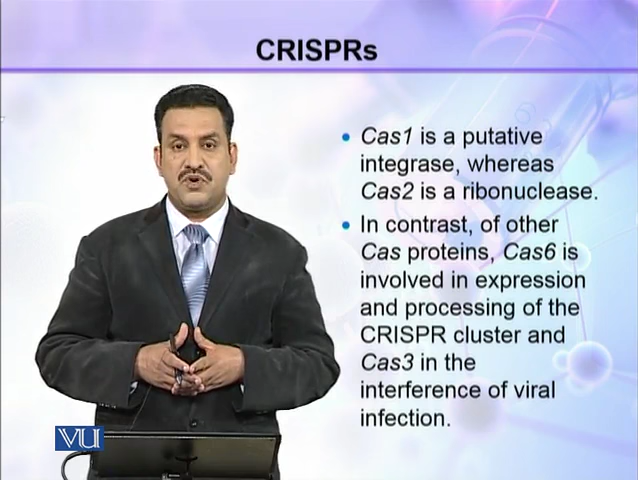 CRISPRs
• Cas1 is a putative
integrase, whereas
Cas2 is a ribonuclease.
• In contrast, of other
Cas proteins, Cas6 is
involved in expression
and processing of the
CRISPR cluster and
Cas3 in the
interference of viral
infection.
VU